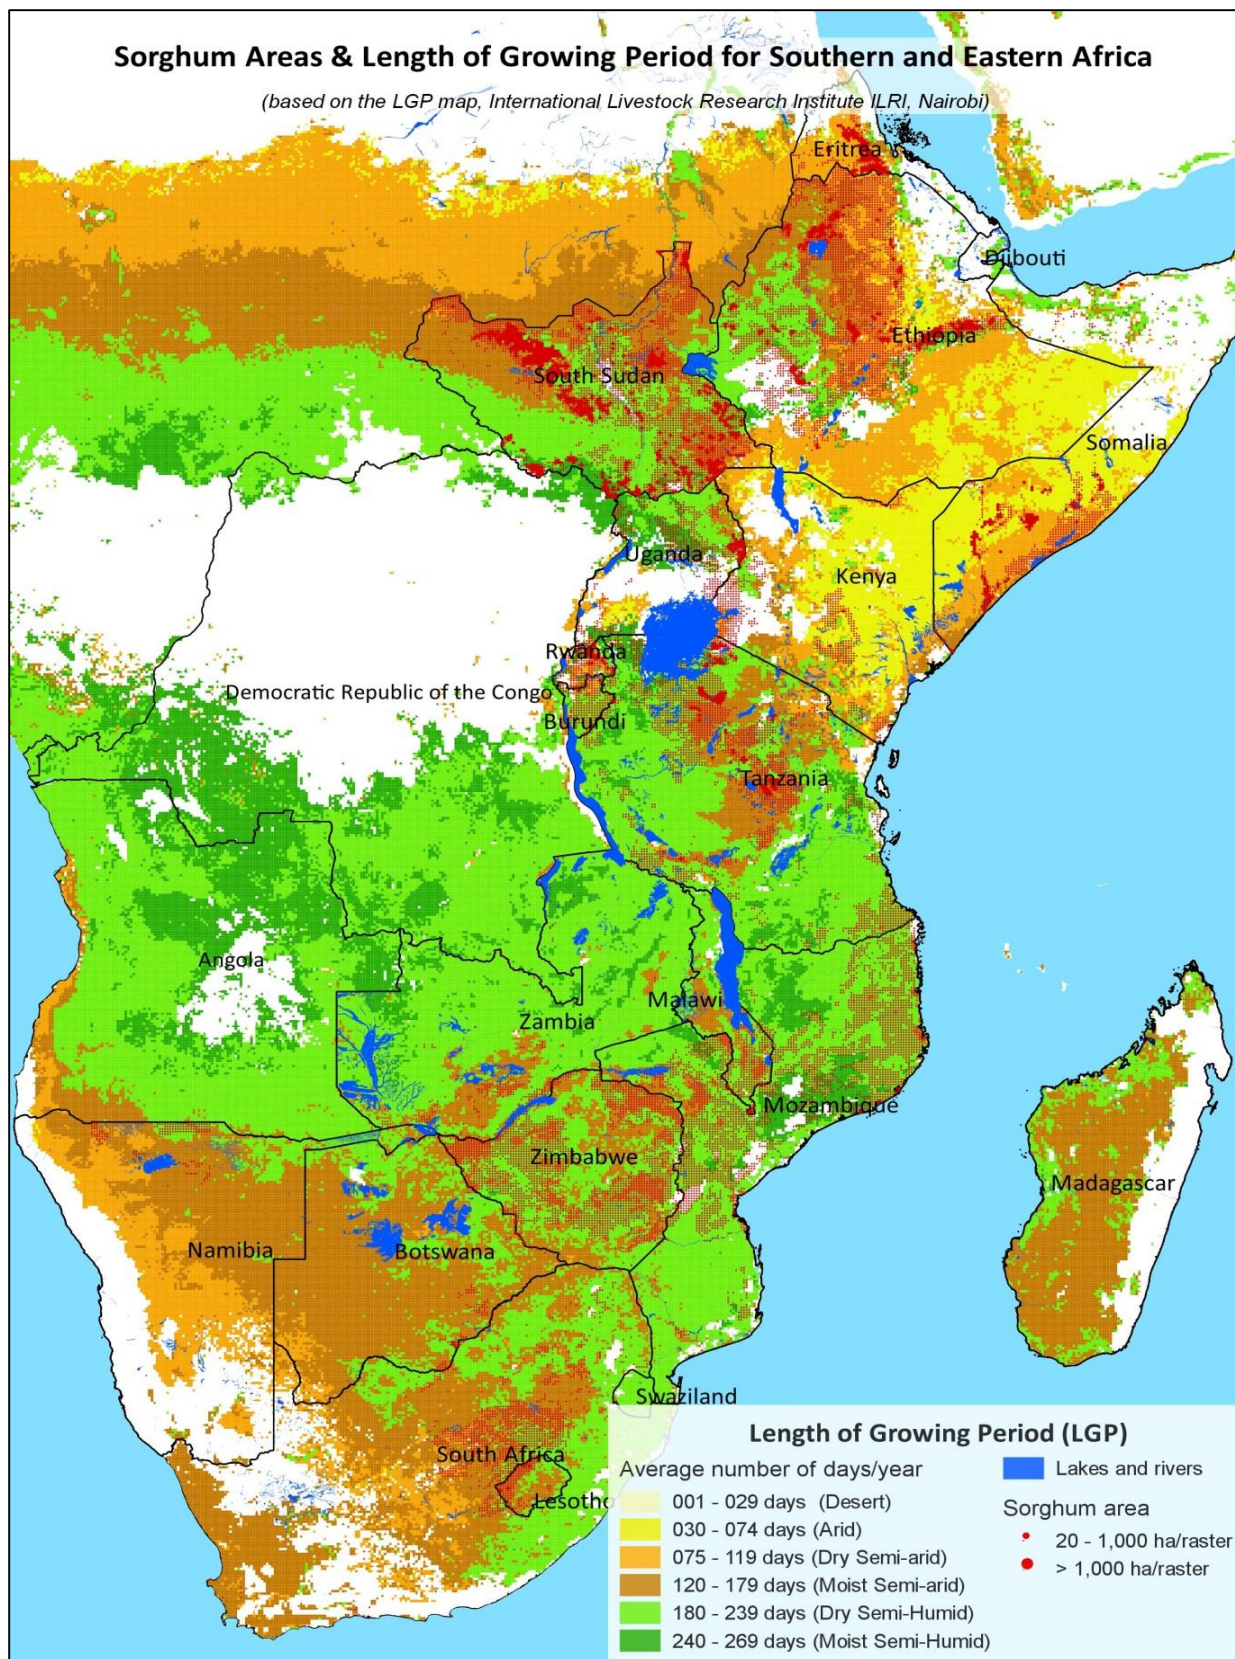 Sorghum Areas & Length of Growing Period for Southern and Eastern Africa
(based on the LGP map, International Livestock Research Institute ILRI, Nairobi)
Eritrea
Djibouti
Ethiopia
South Sudan
Somalia
Uganda
Kenya
Rwanda
Democratic Republic of the Congo
Burundi
Tanzania
Angola
Malawi
Zambia
Mozambique
Zimbabwe
Madagascar
Namibia
Botswana
Swaziland
South Africa
Lesotho
Length of Growing Period (LGP)
Average number of days/year
001 - 029 days (Desert)
030 - 074 days (Arid)
075 - 119 days (Dry Semi-arid)
120 - 179 days (Moist Semi-arid)
180 - 239 days (Dry Semi-Humid)
240 - 269 days (Moist Semi-Humid)
Lakes and rivers
Sorghum area
20 - 1,000 ha/raster
> 1,000 ha/raster